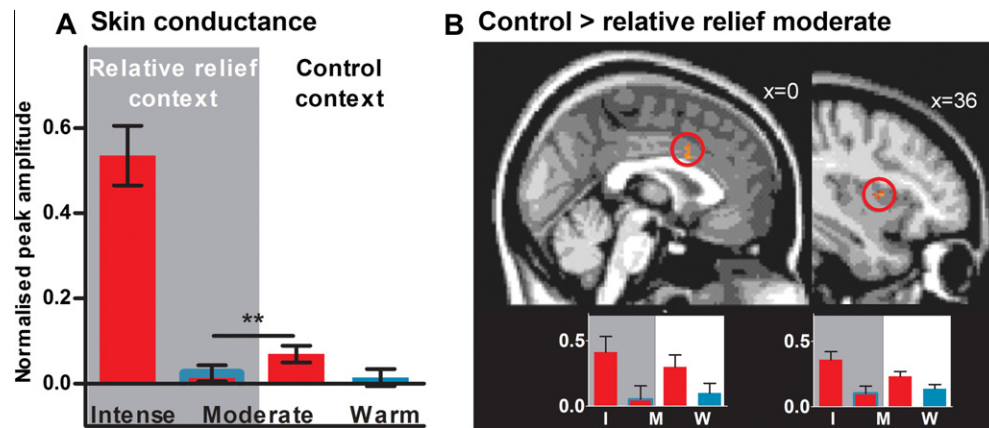 A Skin conductance
Relative relief
context
Control
context
Normalised peak amplitude
0.6
0.4
0.2
0.0
**
Intense Moderate Warm
B Control > relative relief moderate
x=0
x=36
0.5
0.0
I M W
0.5
0.0
I M W